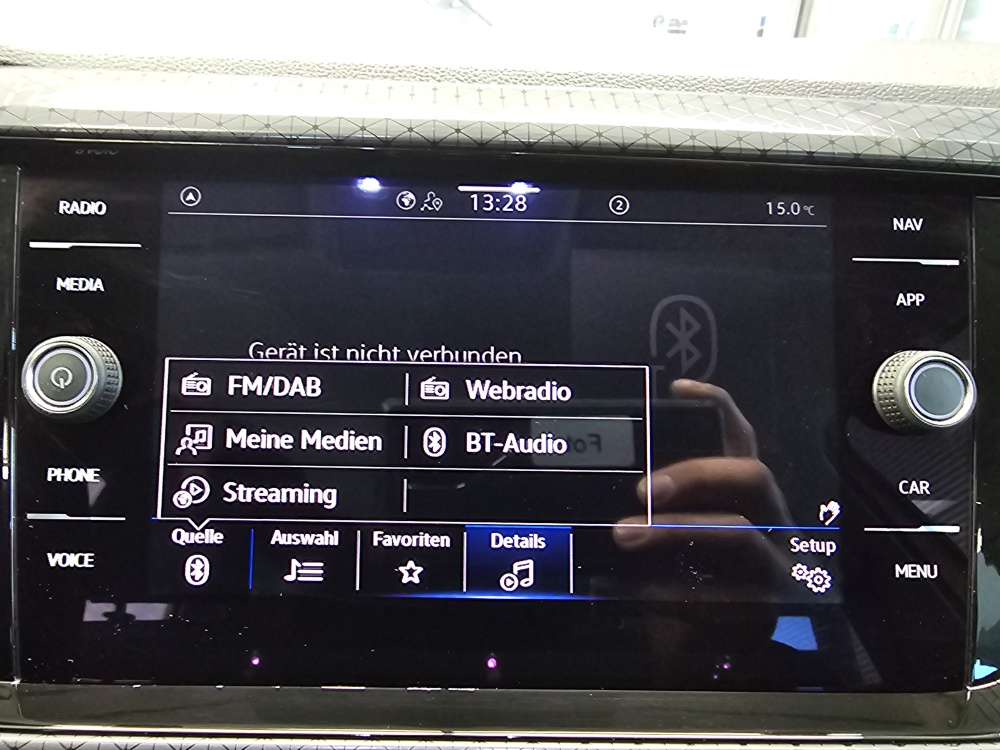 RADIO
MEDIA
PHONE
VOICE
13:28
2
15.0 °C
Gerät ist nicht verbunden
FM/DAB
Webradio
Meine Medien
BT-Audio
Streaming
Quelle
Auswahl
Favoriten
Details
Setup
NAV
APP
CAR
MENU